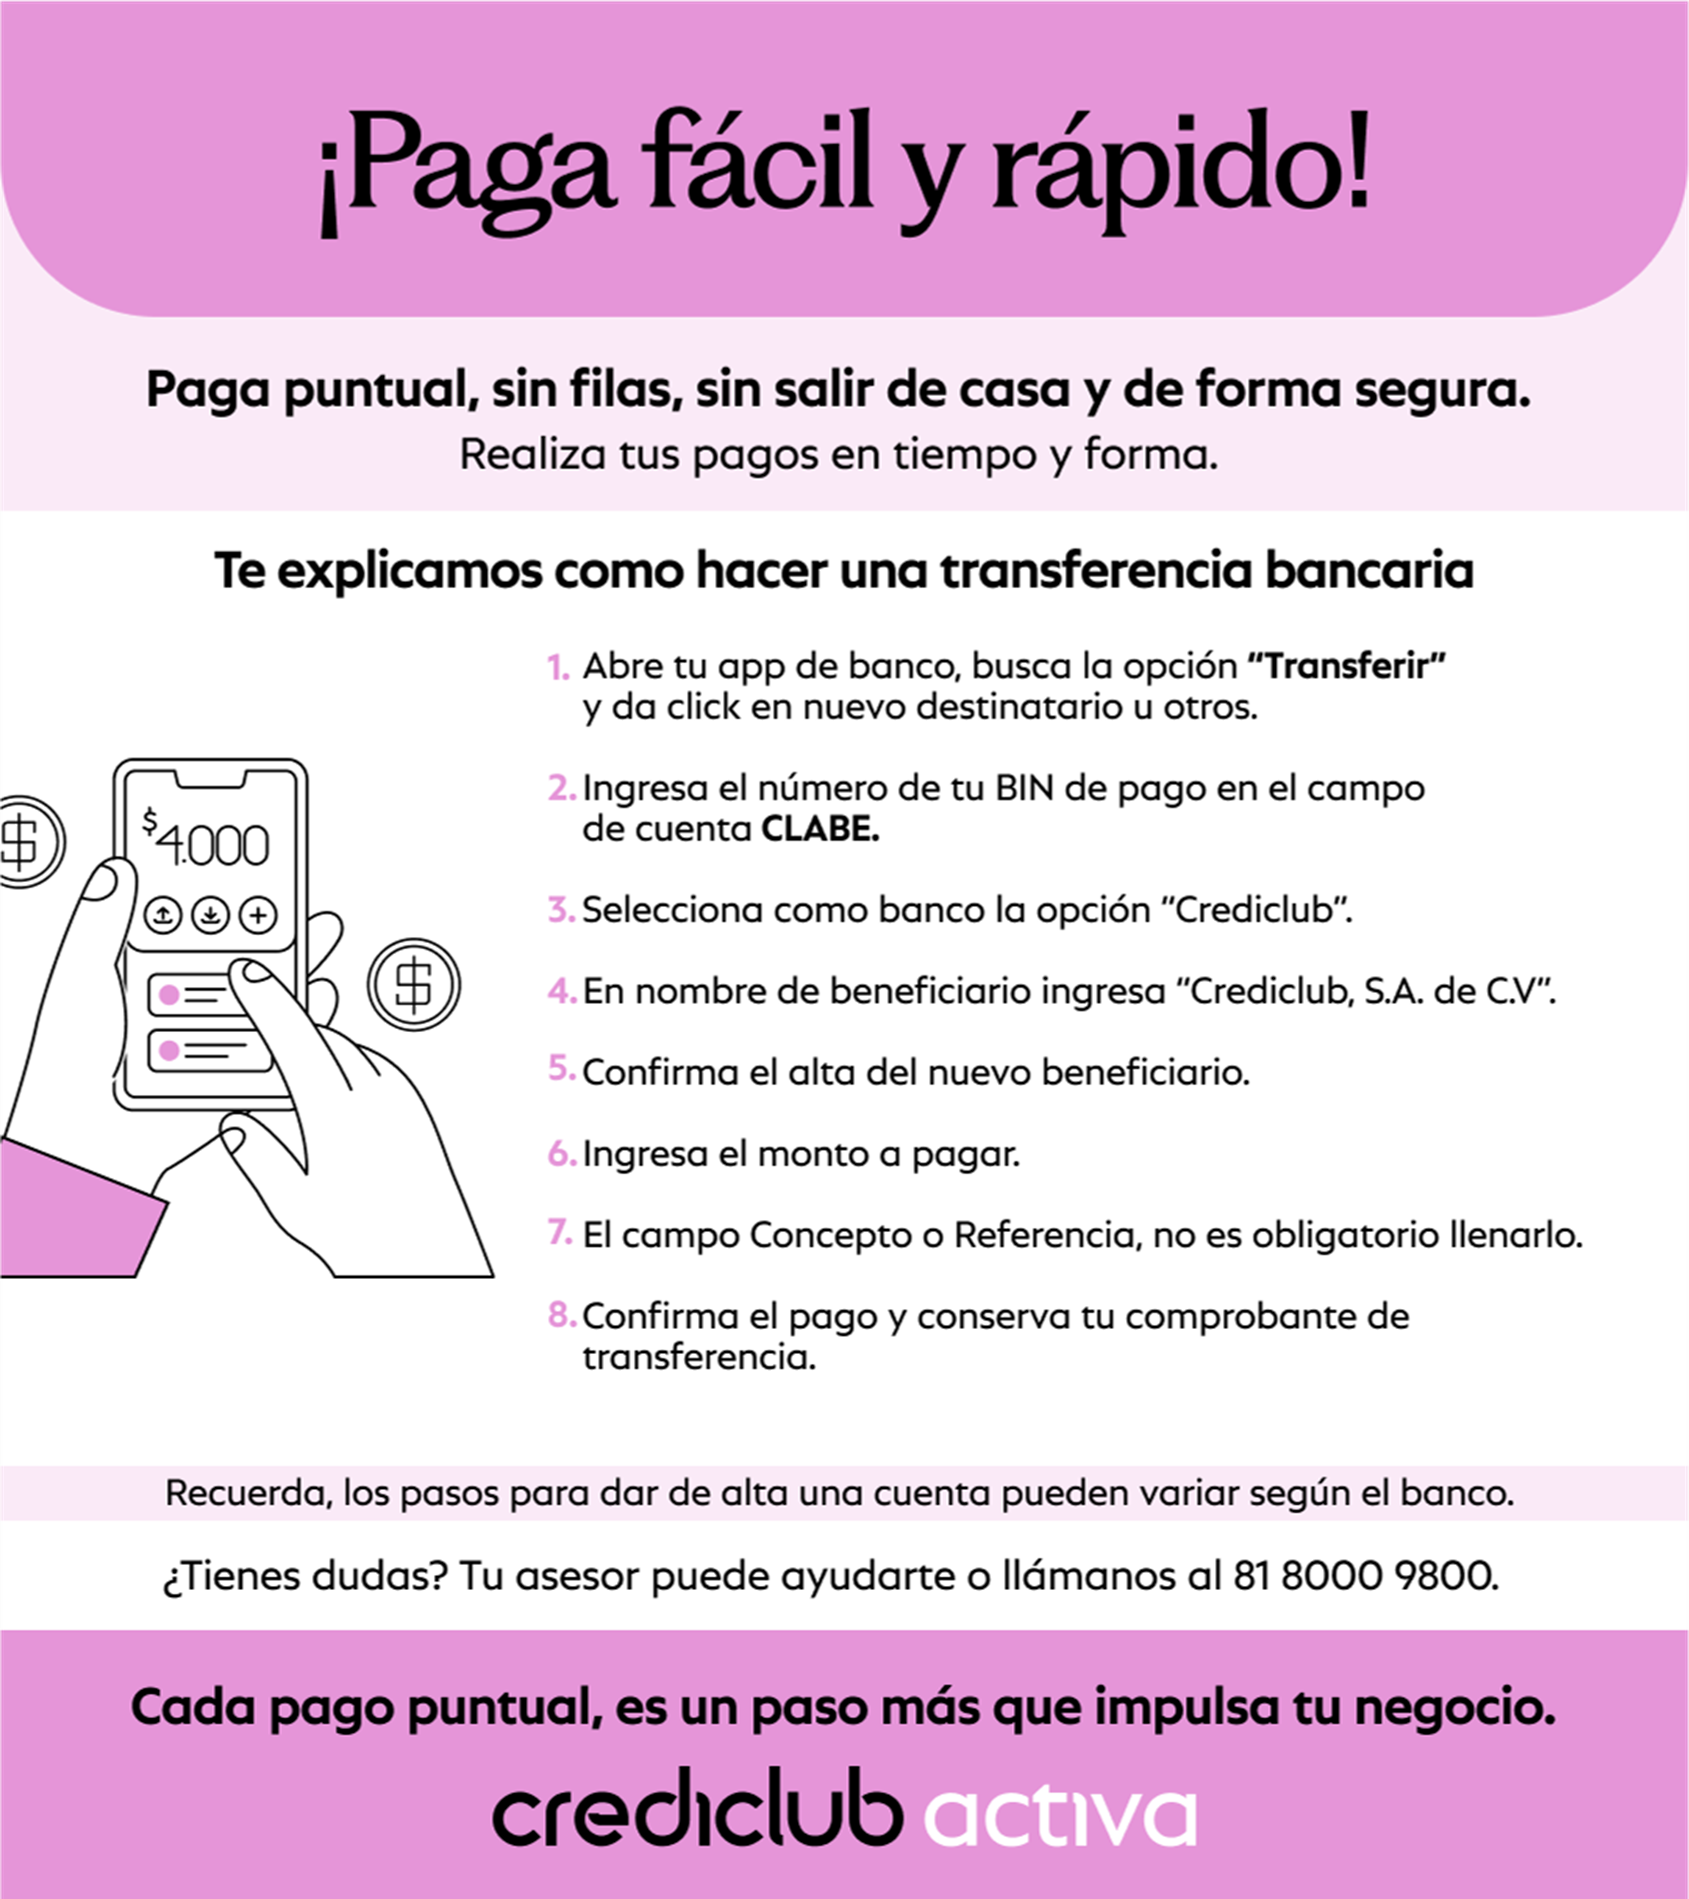 ¡Paga fácil y rápido!
Paga puntual, sin filas, sin salir de casa y de forma segura.
Realiza tus pagos en tiempo y forma.
Te explicamos como hacer una transferencia bancaria
1. Abre tu app de banco, busca la opción “Transferir”
y da click en nuevo destinatario u otros.
2. Ingresa el número de tu BIN de pago en el campo
de cuenta CLABE.
3. Selecciona como banco la opción “Crediclub”.
4. En nombre de beneficiario ingresa “Crediclub, S.A. de C.V”.
5. Confirma el alta del nuevo beneficiario.
6. Ingresa el monto a pagar.
7. El campo Concepto o Referencia, no es obligatorio llenarlo.
8. Confirma el pago y conserva tu comprobante de
transferencia.
$4.000
$
$
Recuerda, los pasos para dar de alta una cuenta pueden variar según el banco.
¿Tienes dudas? Tu asesor puede ayudarte o llámanos al 81 8000 9800.
Cada pago puntual, es un paso más que impulsa tu negocio.
crediclub activa